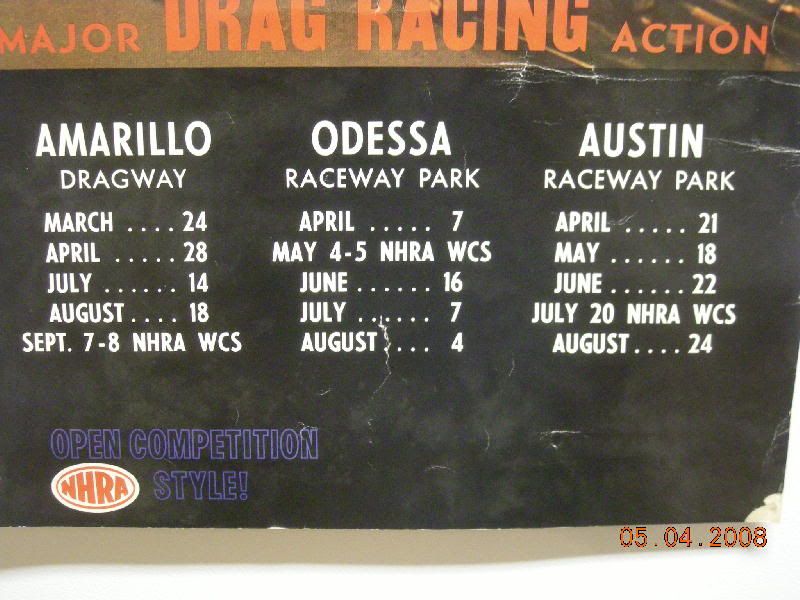 MAJOR DRAG RACING ACTION
AMARILLO
DRAGWAY
MARCH .... 24
APRIL ..... 28
JULY ...... 14
AUGUST.... 18
SEPT. 7-8 NHRA WCS
ODESSA
RACEWAY PARK
APRIL ..... 7
MAY 4-5 NHRA WCS
JUNE...... 16
JULY ...... 7
AUGUST .... 4
AUSTIN
RACEWAY PARK
APRIL ..... 21
MAY ...... 18
JUNE...... 22
JULY 20 NHRA WCS
AUGUST.... 24
OPEN COMPETITION
NHRA STYLE!
05.04.2008